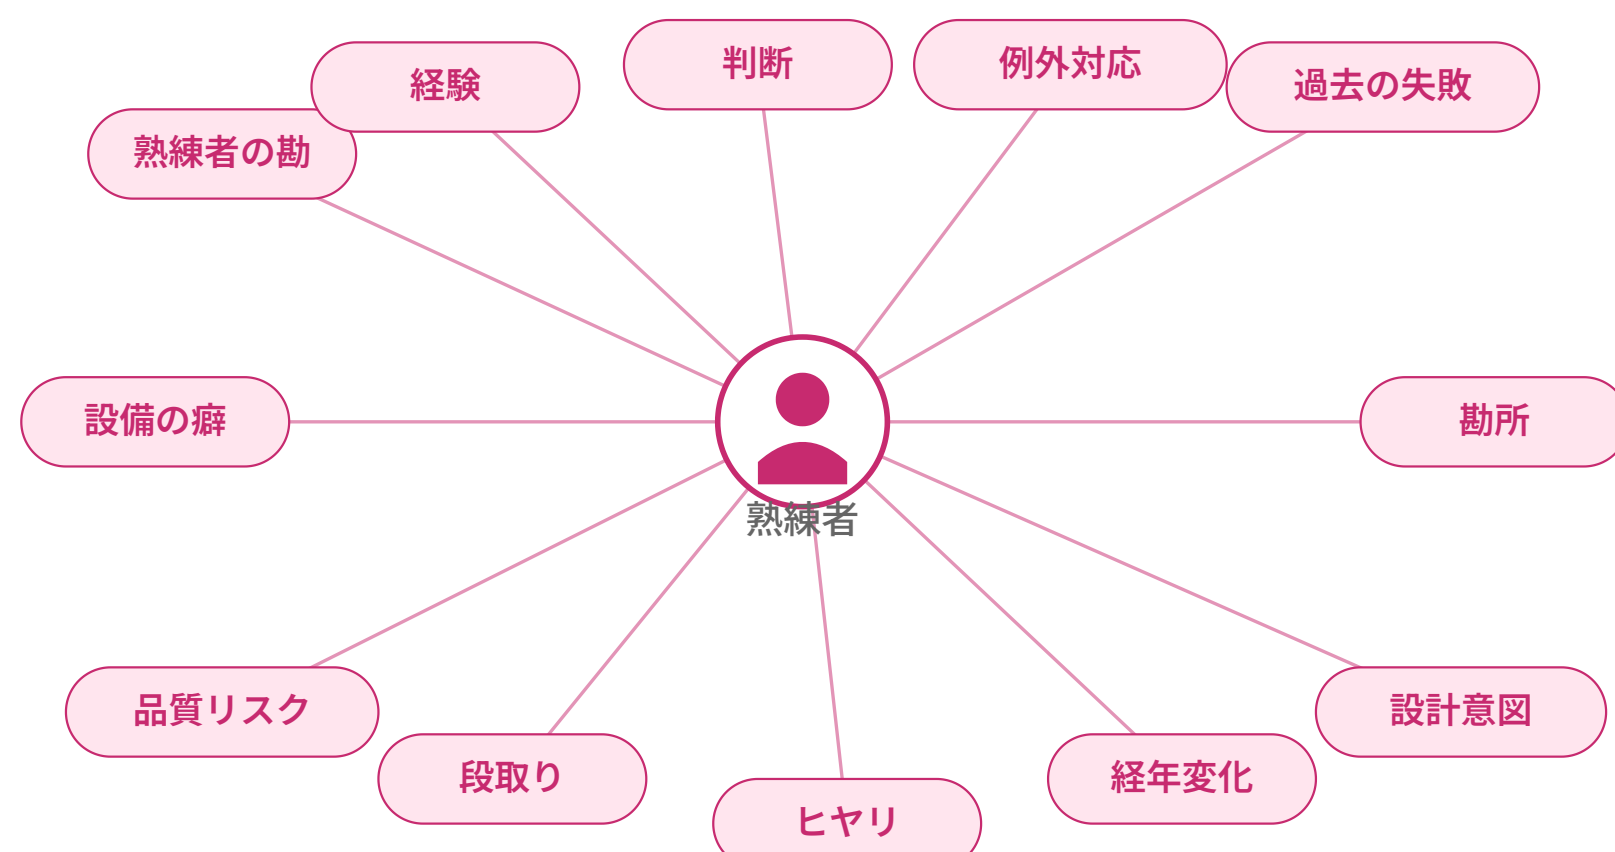 判断
例外対応
経験
過去の失敗
熟練者の勘
設備の癖
勘所
熟練者
品質リスク
設計意図
段取り
経年変化
ヒヤリ